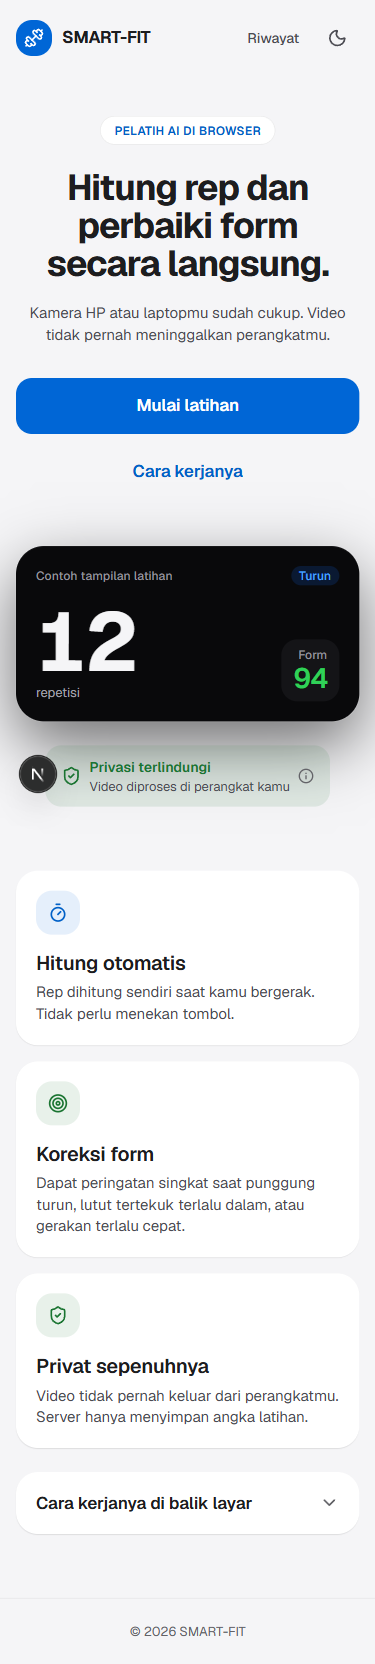 SMART-FIT
Riwayat
PELATIH AI DI BROWSER
Hitung rep dan
perbaiki form
secara langsung.
Kamera HP atau laptopmu sudah cukup. Video
tidak pernah meninggalkan perangkatmu.
Mulai latihan
Cara kerjanya
Contoh tampilan latihan
Turun
12
repetisi
Form
94
N
Privasi terlindungi
Video diproses di perangkat kamu
Hitung otomatis
Rep dihitung sendiri saat kamu bergerak.
Tidak perlu menekan tombol.
Koreksi form
Dapat peringatan singkat saat punggung
turun, lutut tertekuk terlalu dalam, atau
gerakan terlalu cepat.
Privat sepenuhnya
Video tidak pernah keluar dari perangkatmu.
Server hanya menyimpan angka latihan.
Cara kerjanya di balik layar
© 2026 SMART-FIT